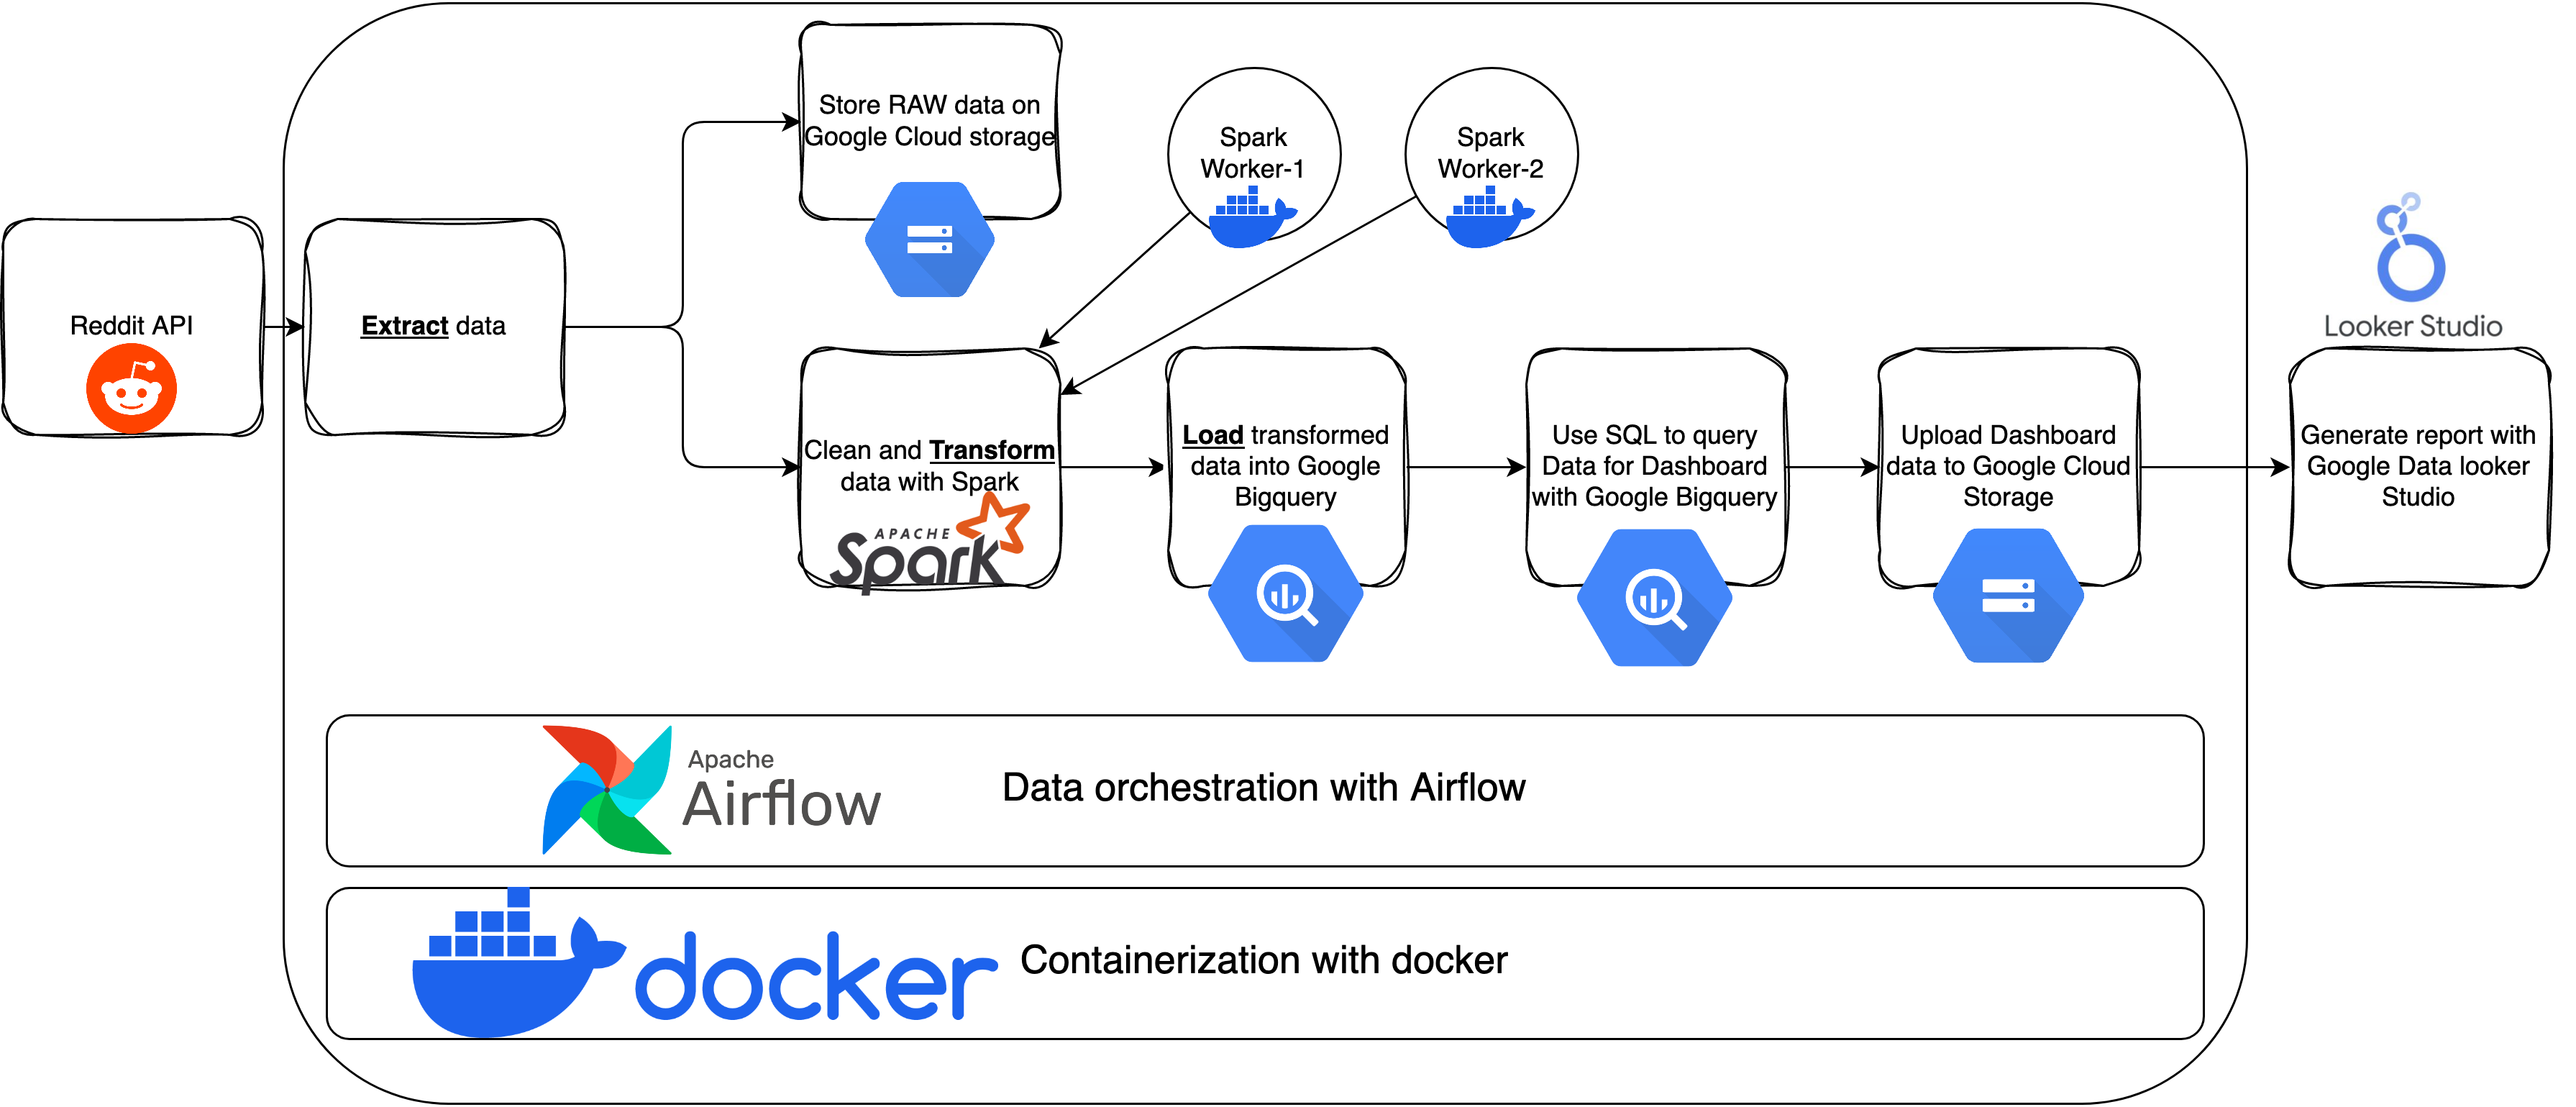 Reddit API
Extract data
Store RAW data on
Google Cloud storage
Spark
Worker-1
Spark
Worker-2
Clean and Transform
data with Spark
APACHE
Spark
Load transformed
data into Google
Bigquery
Use SQL to query
Data for Dashboard
with Google Bigquery
Upload Dashboard
data to Google Cloud
Storage
Looker Studio
Generate report with
Google Data looker
Studio
Apache
Airflow
Data orchestration with Airflow
docker
Containerization with docker